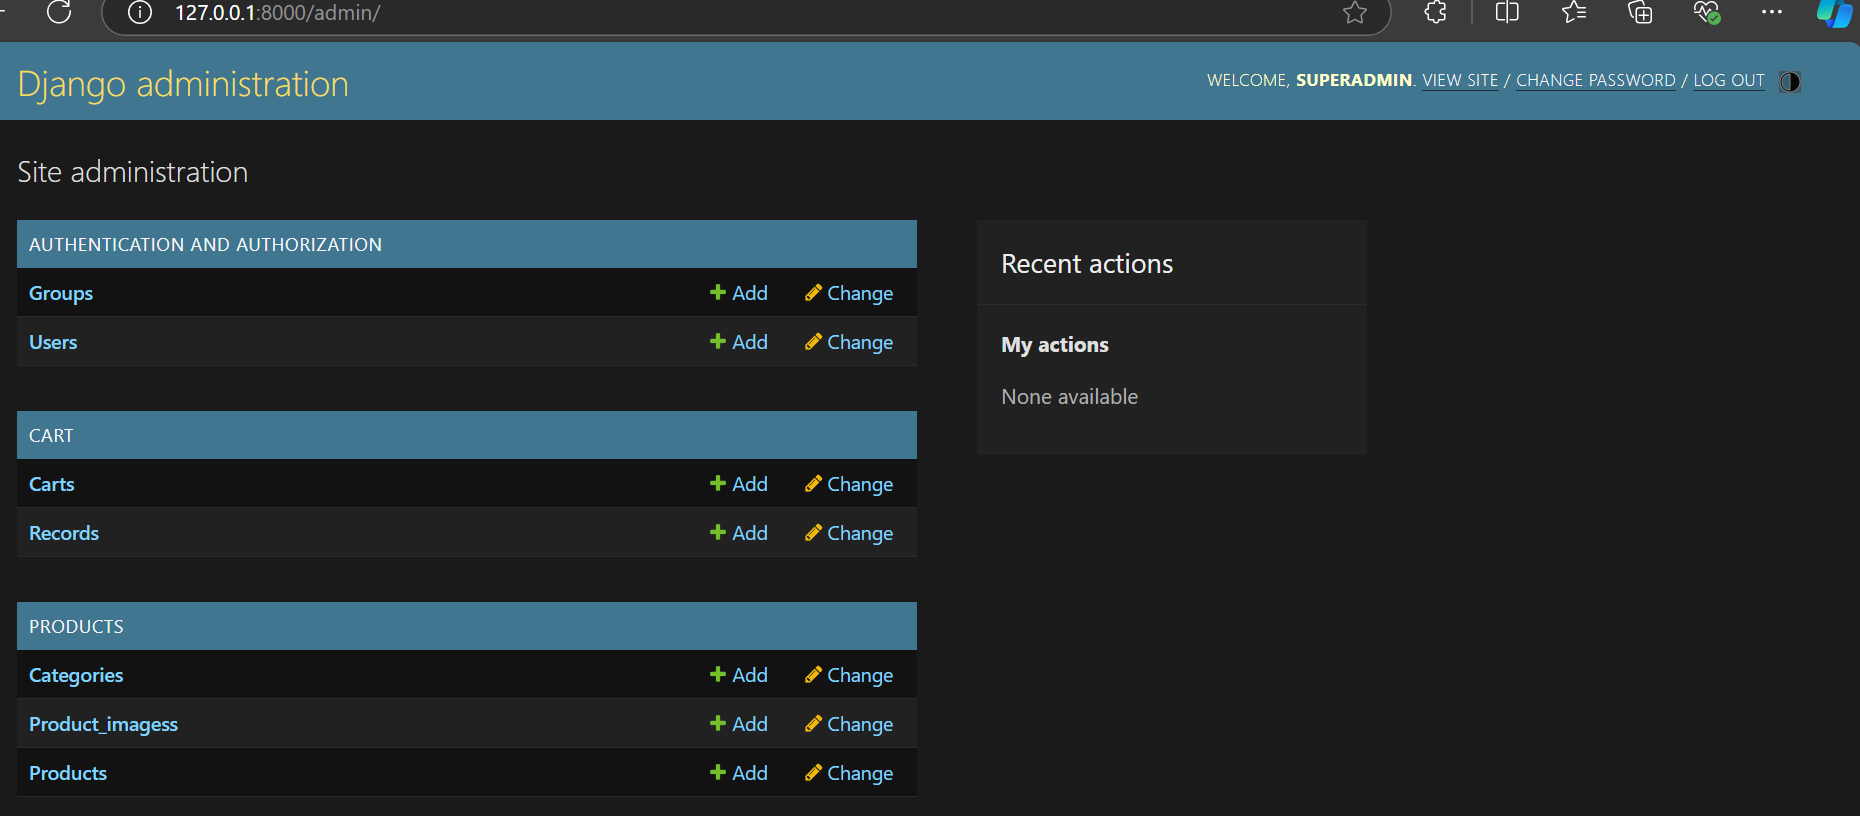 127.0.0.1:8000/admin/
Django administration
WELCOME, SUPERADMIN. VIEW SITE / CHANGE PASSWORD / LOG OUT
Site administration
AUTHENTICATION AND AUTHORIZATION
Groups Add Change
Users Add Change
CART
Carts Add Change
Records Add Change
PRODUCTS
Categories Add Change
Product_imagess Add Change
Products Add Change
Recent actions
My actions
None available